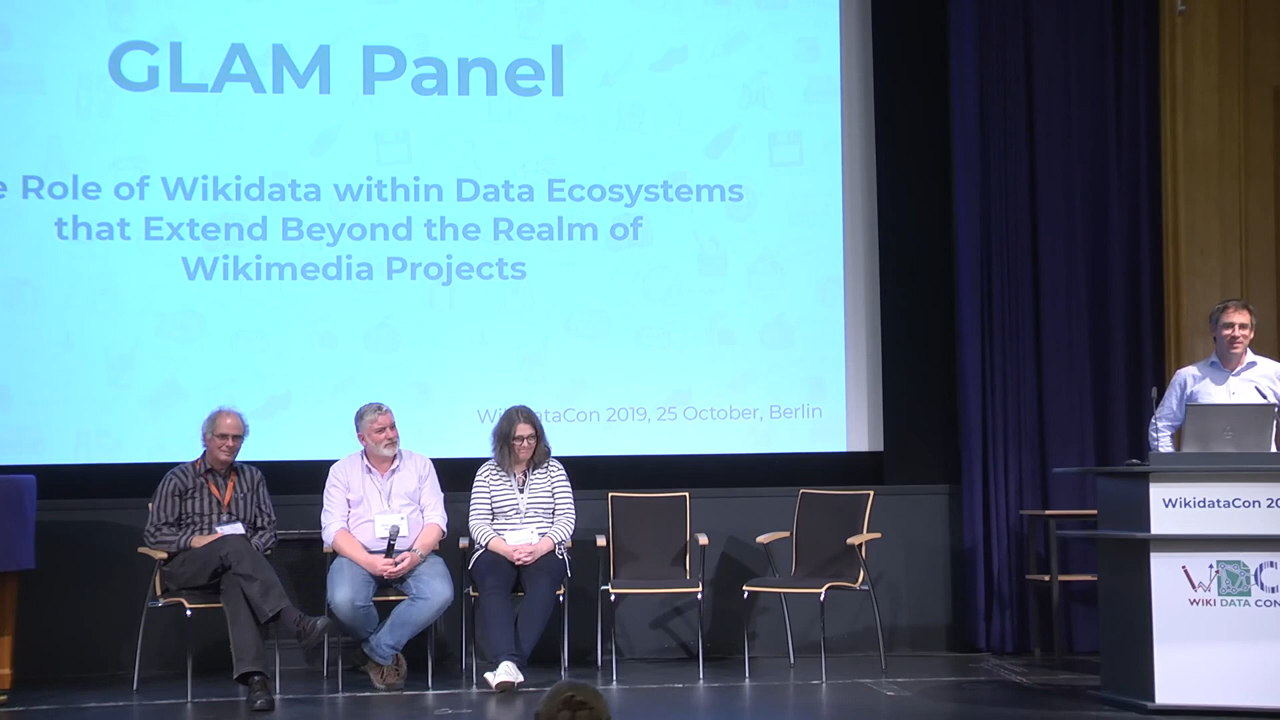 GLAM Panel
e Role of Wikidata within Data Ecosystems
that Extend Beyond the Realm of
Wikimedia Projects
WikidataCon 2019, 25 October, Berlin
WikidataCon 20
WIKI DATA CON